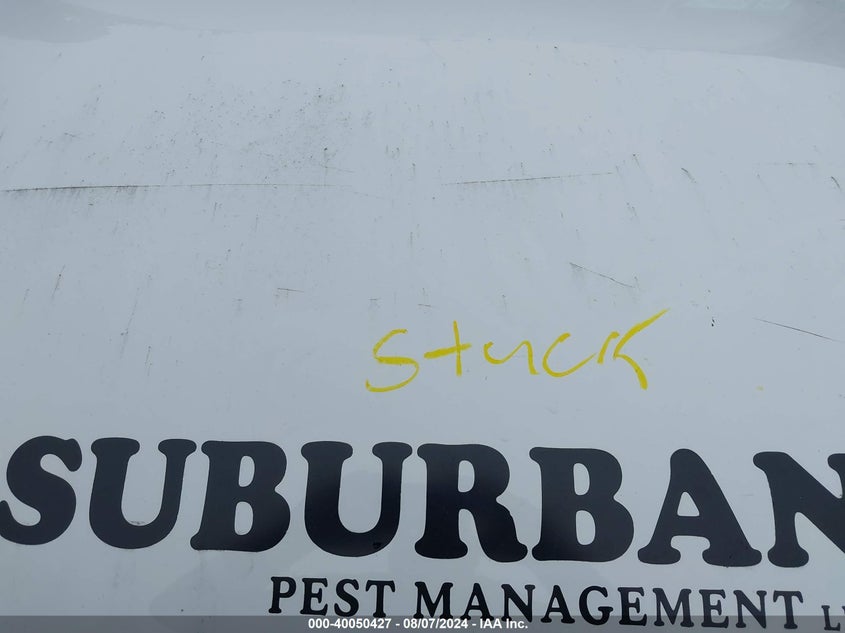 Stuck
SUBURBAN
PEST MANAGEMENT
000-40050427 - 08/07/2024 - IAA Inc.